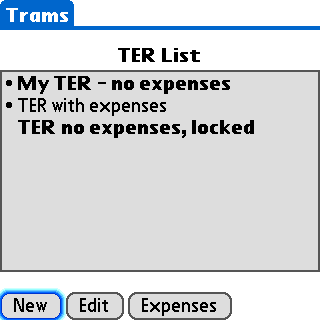 Trams
TER List
• My TER - no expenses
• TER with expenses
TER no expenses, locked
New Edit Expenses